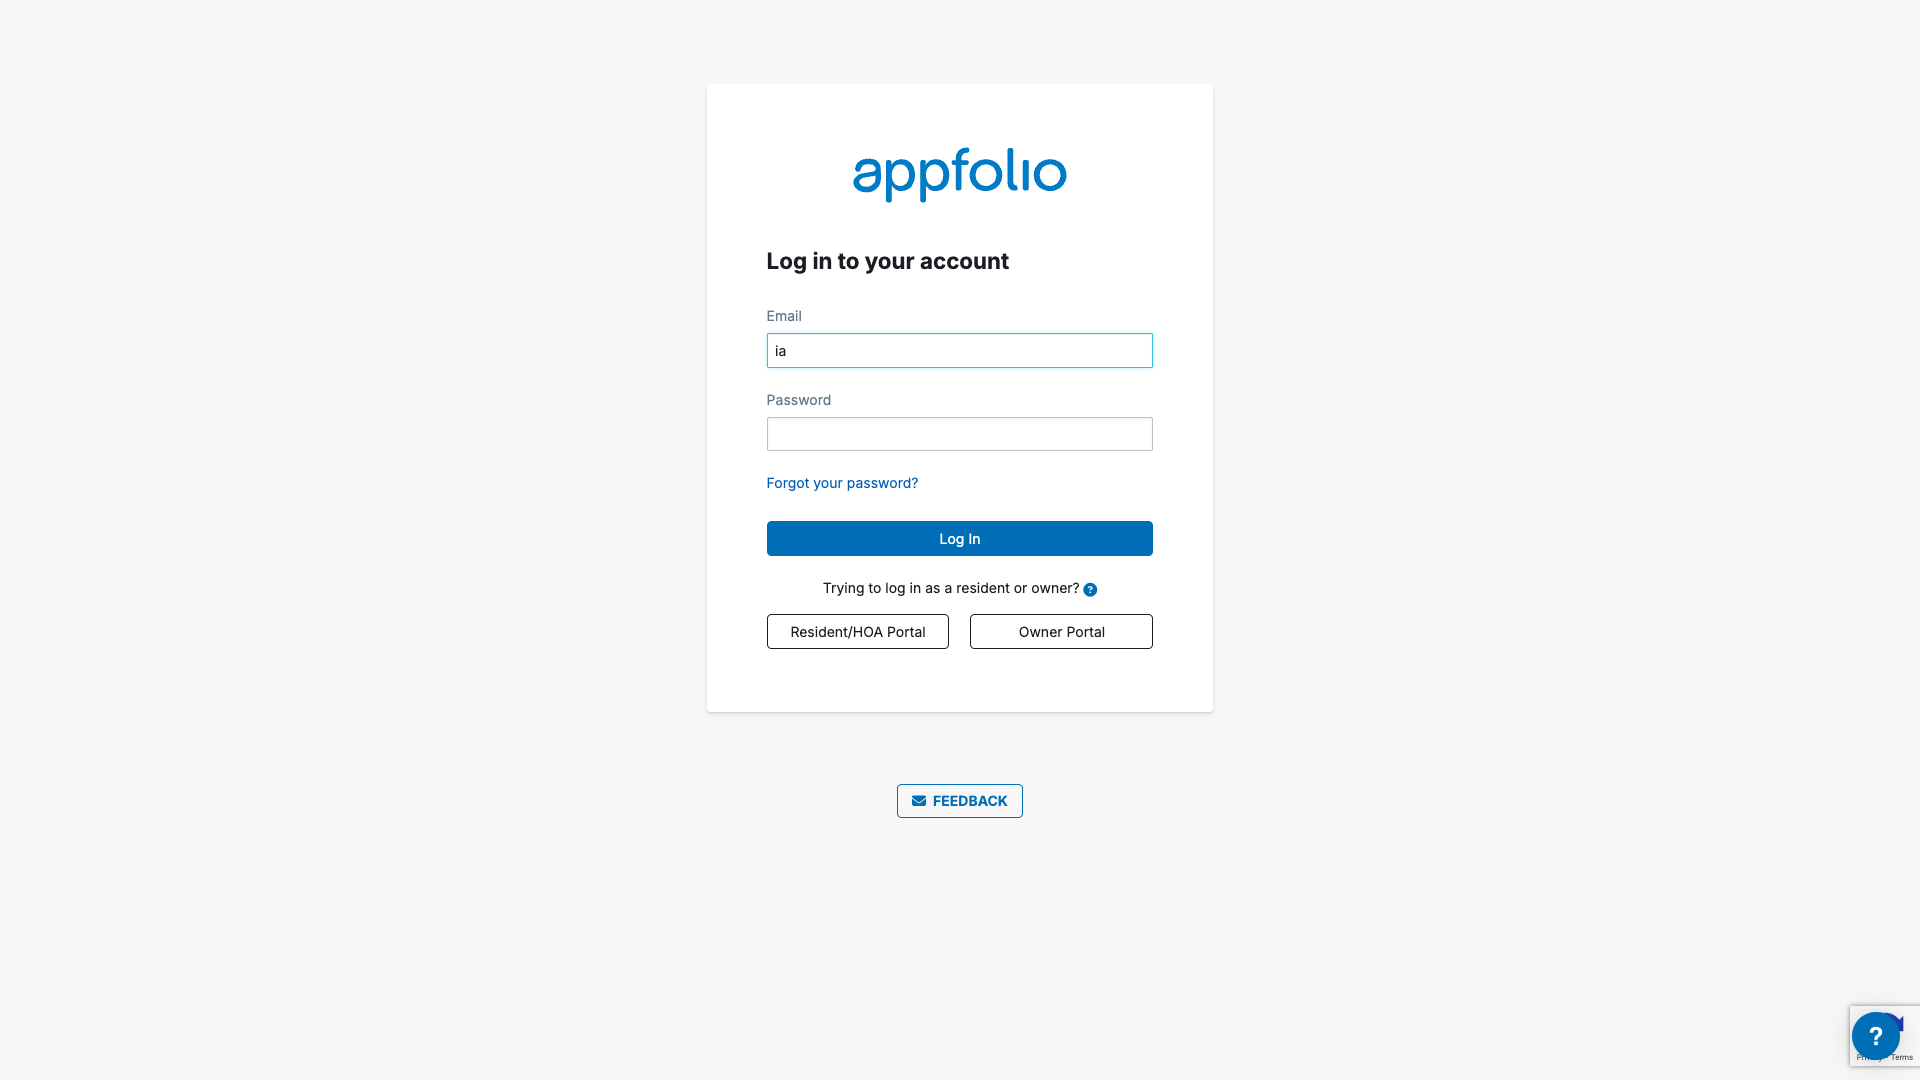 appfolio
Log in to your account
Email
ia
Password
Forgot your password?
Log In
Trying to log in as a resident or owner? ?
Resident/HOA Portal
Owner Portal
FEEDBACK
?
Terms